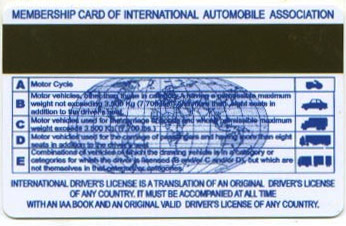 MEMBERSHIP CARD OF INTERNATIONAL AUTOMOBILE ASSOCIATION
A Motor Cycle
B Motor vehicles, other than those in category A having a permissible maximum
weight not exceeding 3,500 Kg (7,700 lbs.) and not more than eight seats in
addition to the driver's seat
C Motor vehicles used for the carriage of goods and whose permissible maximum
weight exceeds 3.500 KG (7,700 lbs.)
D Motor vehicles used for the carriage of passengers and having more than eight
seats in addition to the driver's seat
E Combinations of vehicles of which the drawing vehicle is in a category or
categories for which the driver is licensed (B and/or C and/or D), but which are
not themselves in that category or categories
INTERNATIONAL DRIVER'S LICENSE IS A TRANSLATION OF AN ORIGINAL DRIVER'S LICENSE
OF ANY COUNTRY. IT MUST BE ACCOMPANIED AT ALL TIME
WITH AN IAA BOOK AND AN ORIGINAL VALID DRIVER'S LICENSE OF ANY COUNTRY.